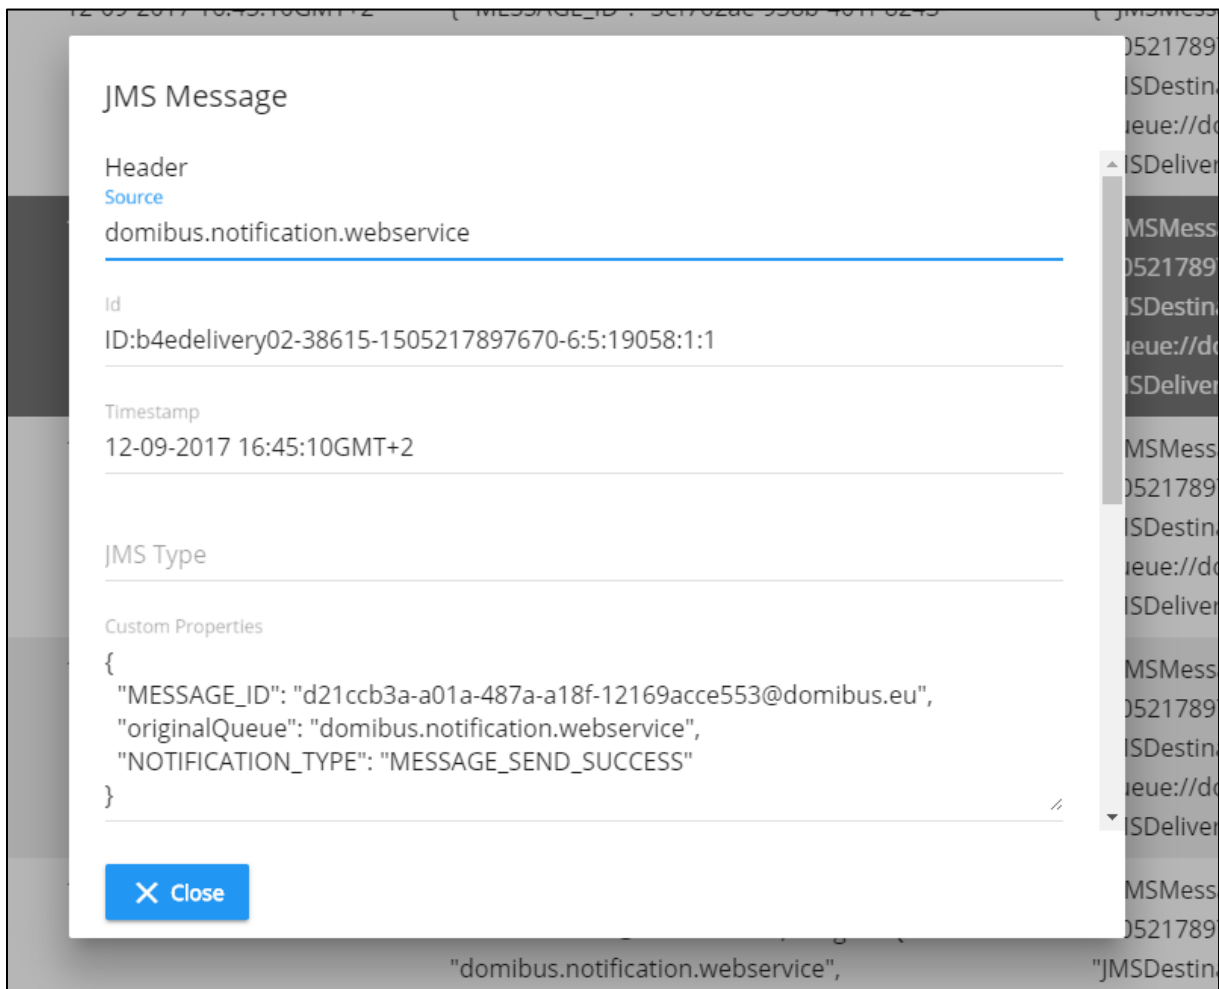 JMS Message
Header
Source
domibus.notification.webservice
Id
ID:b4edelivery02-38615-1505217897670-6:5:19058:1:1
Timestamp
12-09-2017 16:45:10GMT+2
JMS Type
Custom Properties
{
"MESSAGE_ID": "d21ccb3a-a01a-487a-a18f-12169acce553@domibus.eu",
"originalQueue": "domibus.notification.webservice",
"NOTIFICATION_TYPE": "MESSAGE_SEND_SUCCESS"
}
Close
"domibus.notification.webservice",